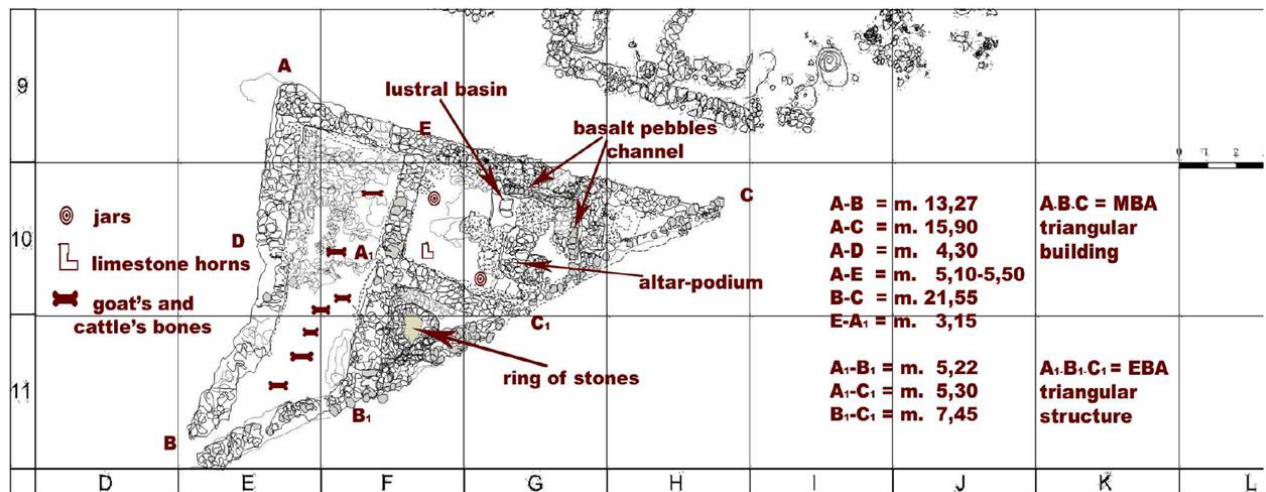 A
9
E
lustral basin
basalt pebbles
channel
C
jars
10
D
A1
limestone horns
altar-podium
goat's and
cattle's bones
C1
ring of stones
11
B1
B
A-B = m. 13,27
A-C = m. 15,90
A-D = m. 4,30
A-E = m. 5,10-5,50
B-C = m. 21,55
E-A1 = m. 3,15
A1-B1 = m. 5,22
A1-C1 = m. 5,30
B1-C1 = m. 7,45
A-B-C = MBA
triangular
building
A1-B1-C1 = EBA
triangular
structure
D E F G H I J K L